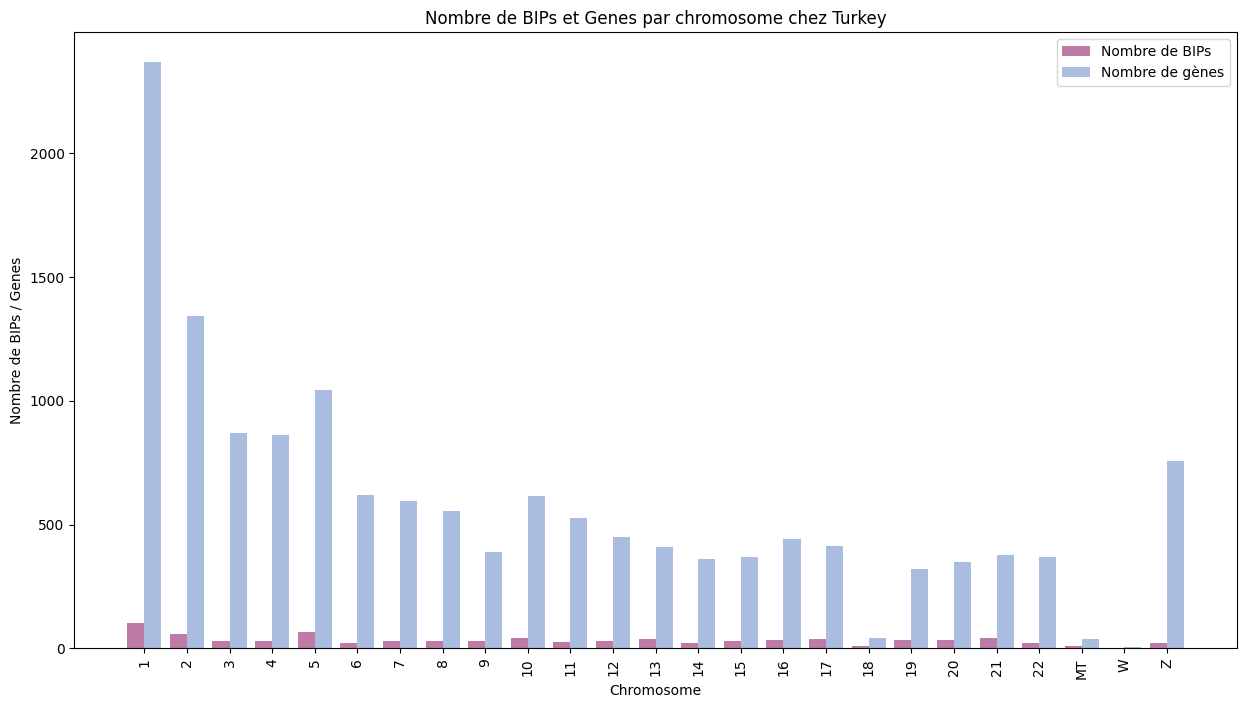 Nombre de BIPs et Genes par chromosome chez Turkey
Nombre de BIPs
Nombre de gènes
Nombre de BIPs / Genes
2000
1500
1000
500
0
1 2 3 4 5 6 7 8 9 10 11 12 13 14 15 16 17 18 19 20 21 22 MT W Z
Chromosome